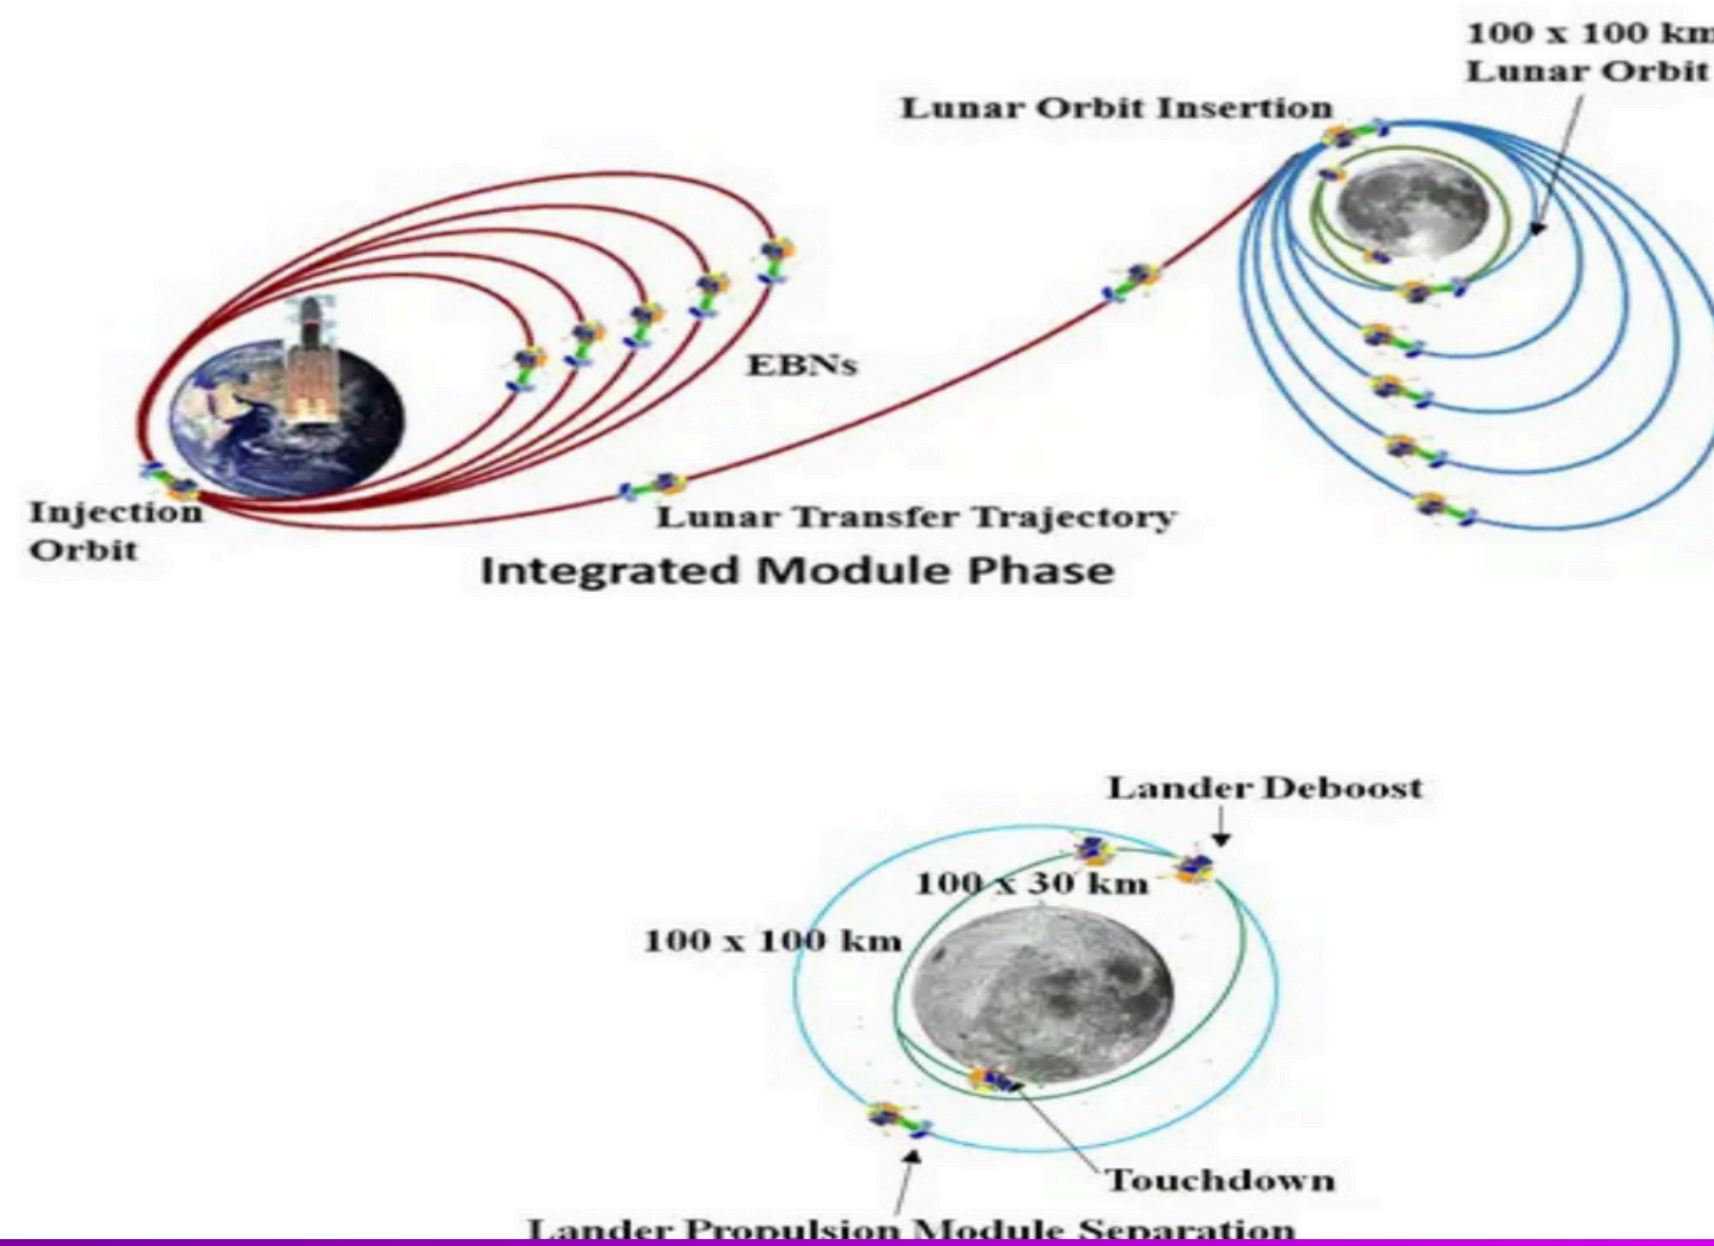 100 x 100 km
Lunar Orbit
Lunar Orbit Insertion
EBNs
Injection
Orbit
Lunar Transfer Trajectory
Integrated Module Phase
Lander Deboost
100 x 30 km
100 x 100 km
Touchdown
Lander Propulsion Module Separation